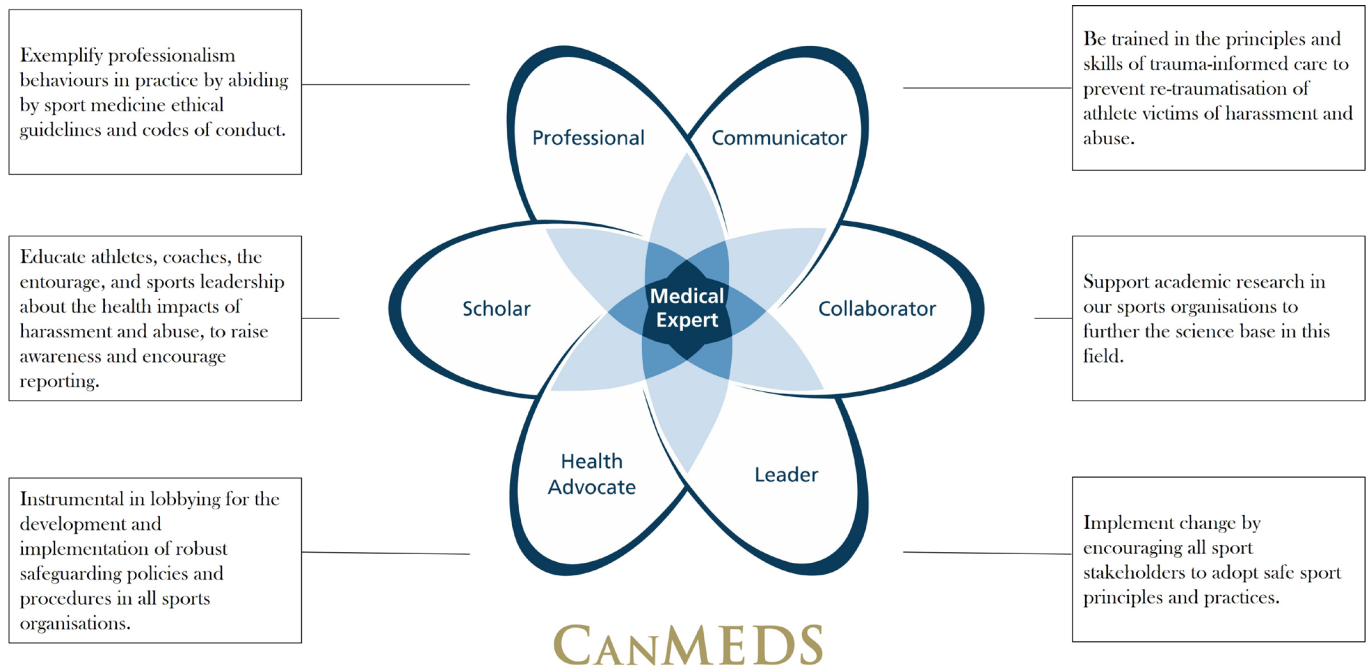 Exemplify professionalism
behaviours in practice by abiding
by sport medicine ethical
guidelines and codes of conduct.
Be trained in the principles and
skills of trauma-informed care to
prevent re-traumatisation of
athlete victims of harassment and
abuse.
Professional
Communicator
Educate athletes, coaches, the
entourage, and sports leadership
about the health impacts of
harassment and abuse, to raise
awareness and encourage
reporting.
Scholar
Medical
Expert
Collaborator
Support academic research in
our sports organisations to
further the science base in this
field.
Instrumental in lobbying for the
development and
implementation of robust
safeguarding policies and
procedures in all sports
organisations.
Health
Advocate
Leader
Implement change by
encouraging all sport
stakeholders to adopt safe sport
principles and practices.
CANMEDS